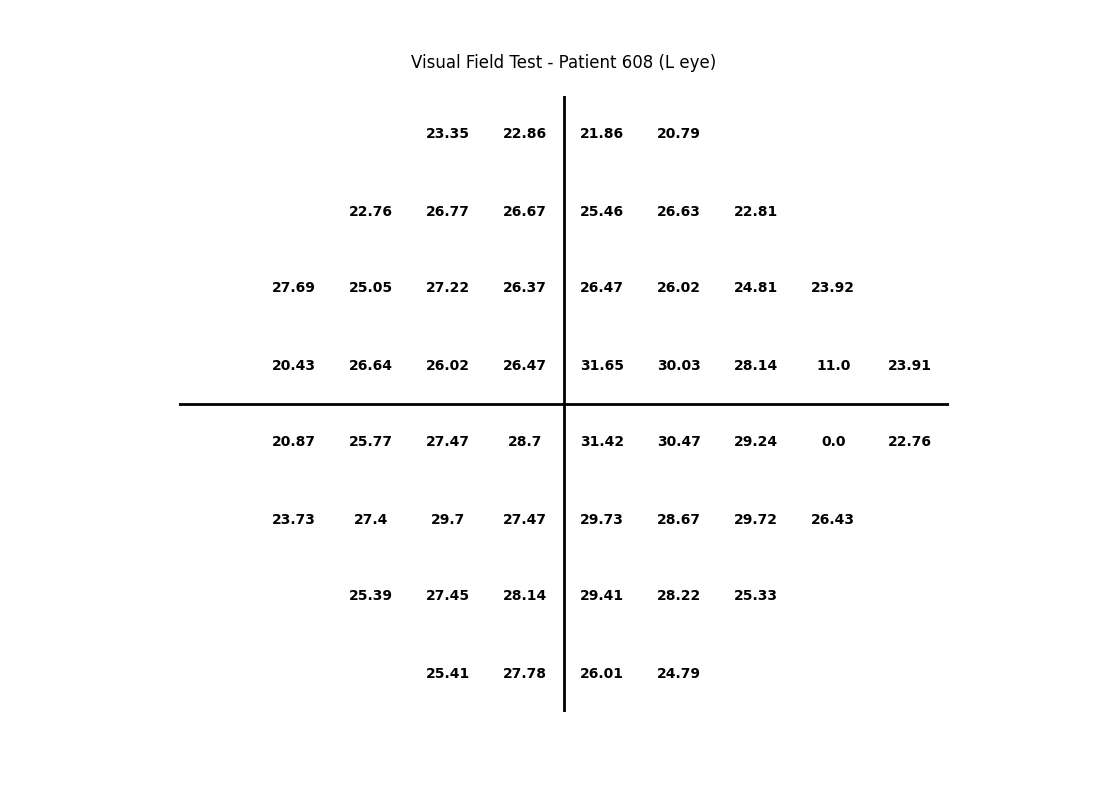 Visual Field Test - Patient 608 (L eye)
23.35 22.86 21.86 20.79
22.76 26.77 26.67 25.46 26.63 22.81
27.69 25.05 27.22 26.37 26.47 26.02 24.81 23.92
20.43 26.64 26.02 26.47 31.65 30.03 28.14 11.0 23.91
20.87 25.77 27.47 28.7 31.42 30.47 29.24 0.0 22.76
23.73 27.4 29.7 27.47 29.73 28.67 29.72 26.43
25.39 27.45 28.14 29.41 28.22 25.33
25.41 27.78 26.01 24.79